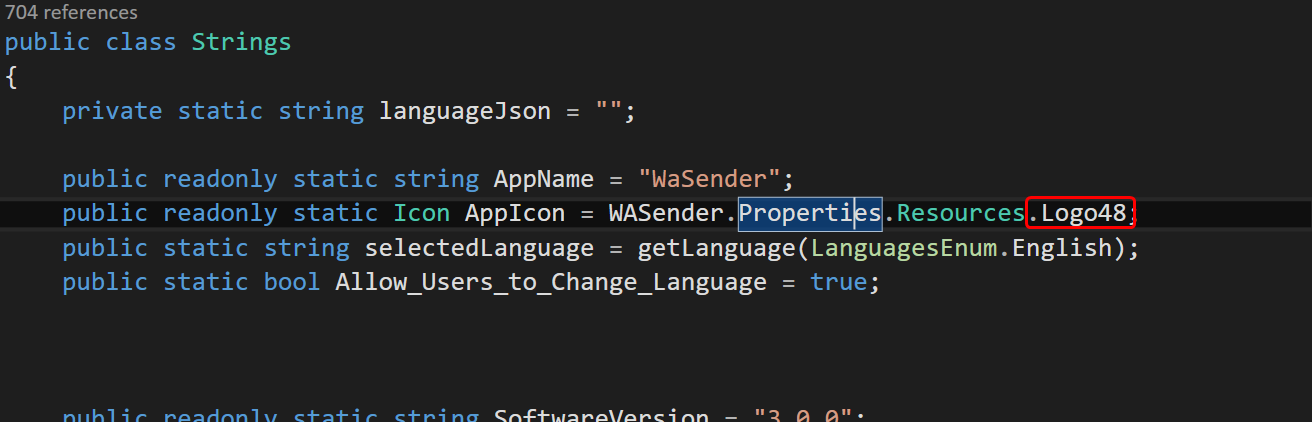 704 references
public class Strings
{
private static string languageJson = "";
public readonly static string AppName = "WaSender";
public readonly static Icon AppIcon = WASender.Properties.Resources.Logo48;
public static string selectedLanguage = getLanguage(LanguagesEnum.English);
public static bool Allow_Users_to_Change_Language = true;
public readonly static string SoftwareVersion = "3.0.0";